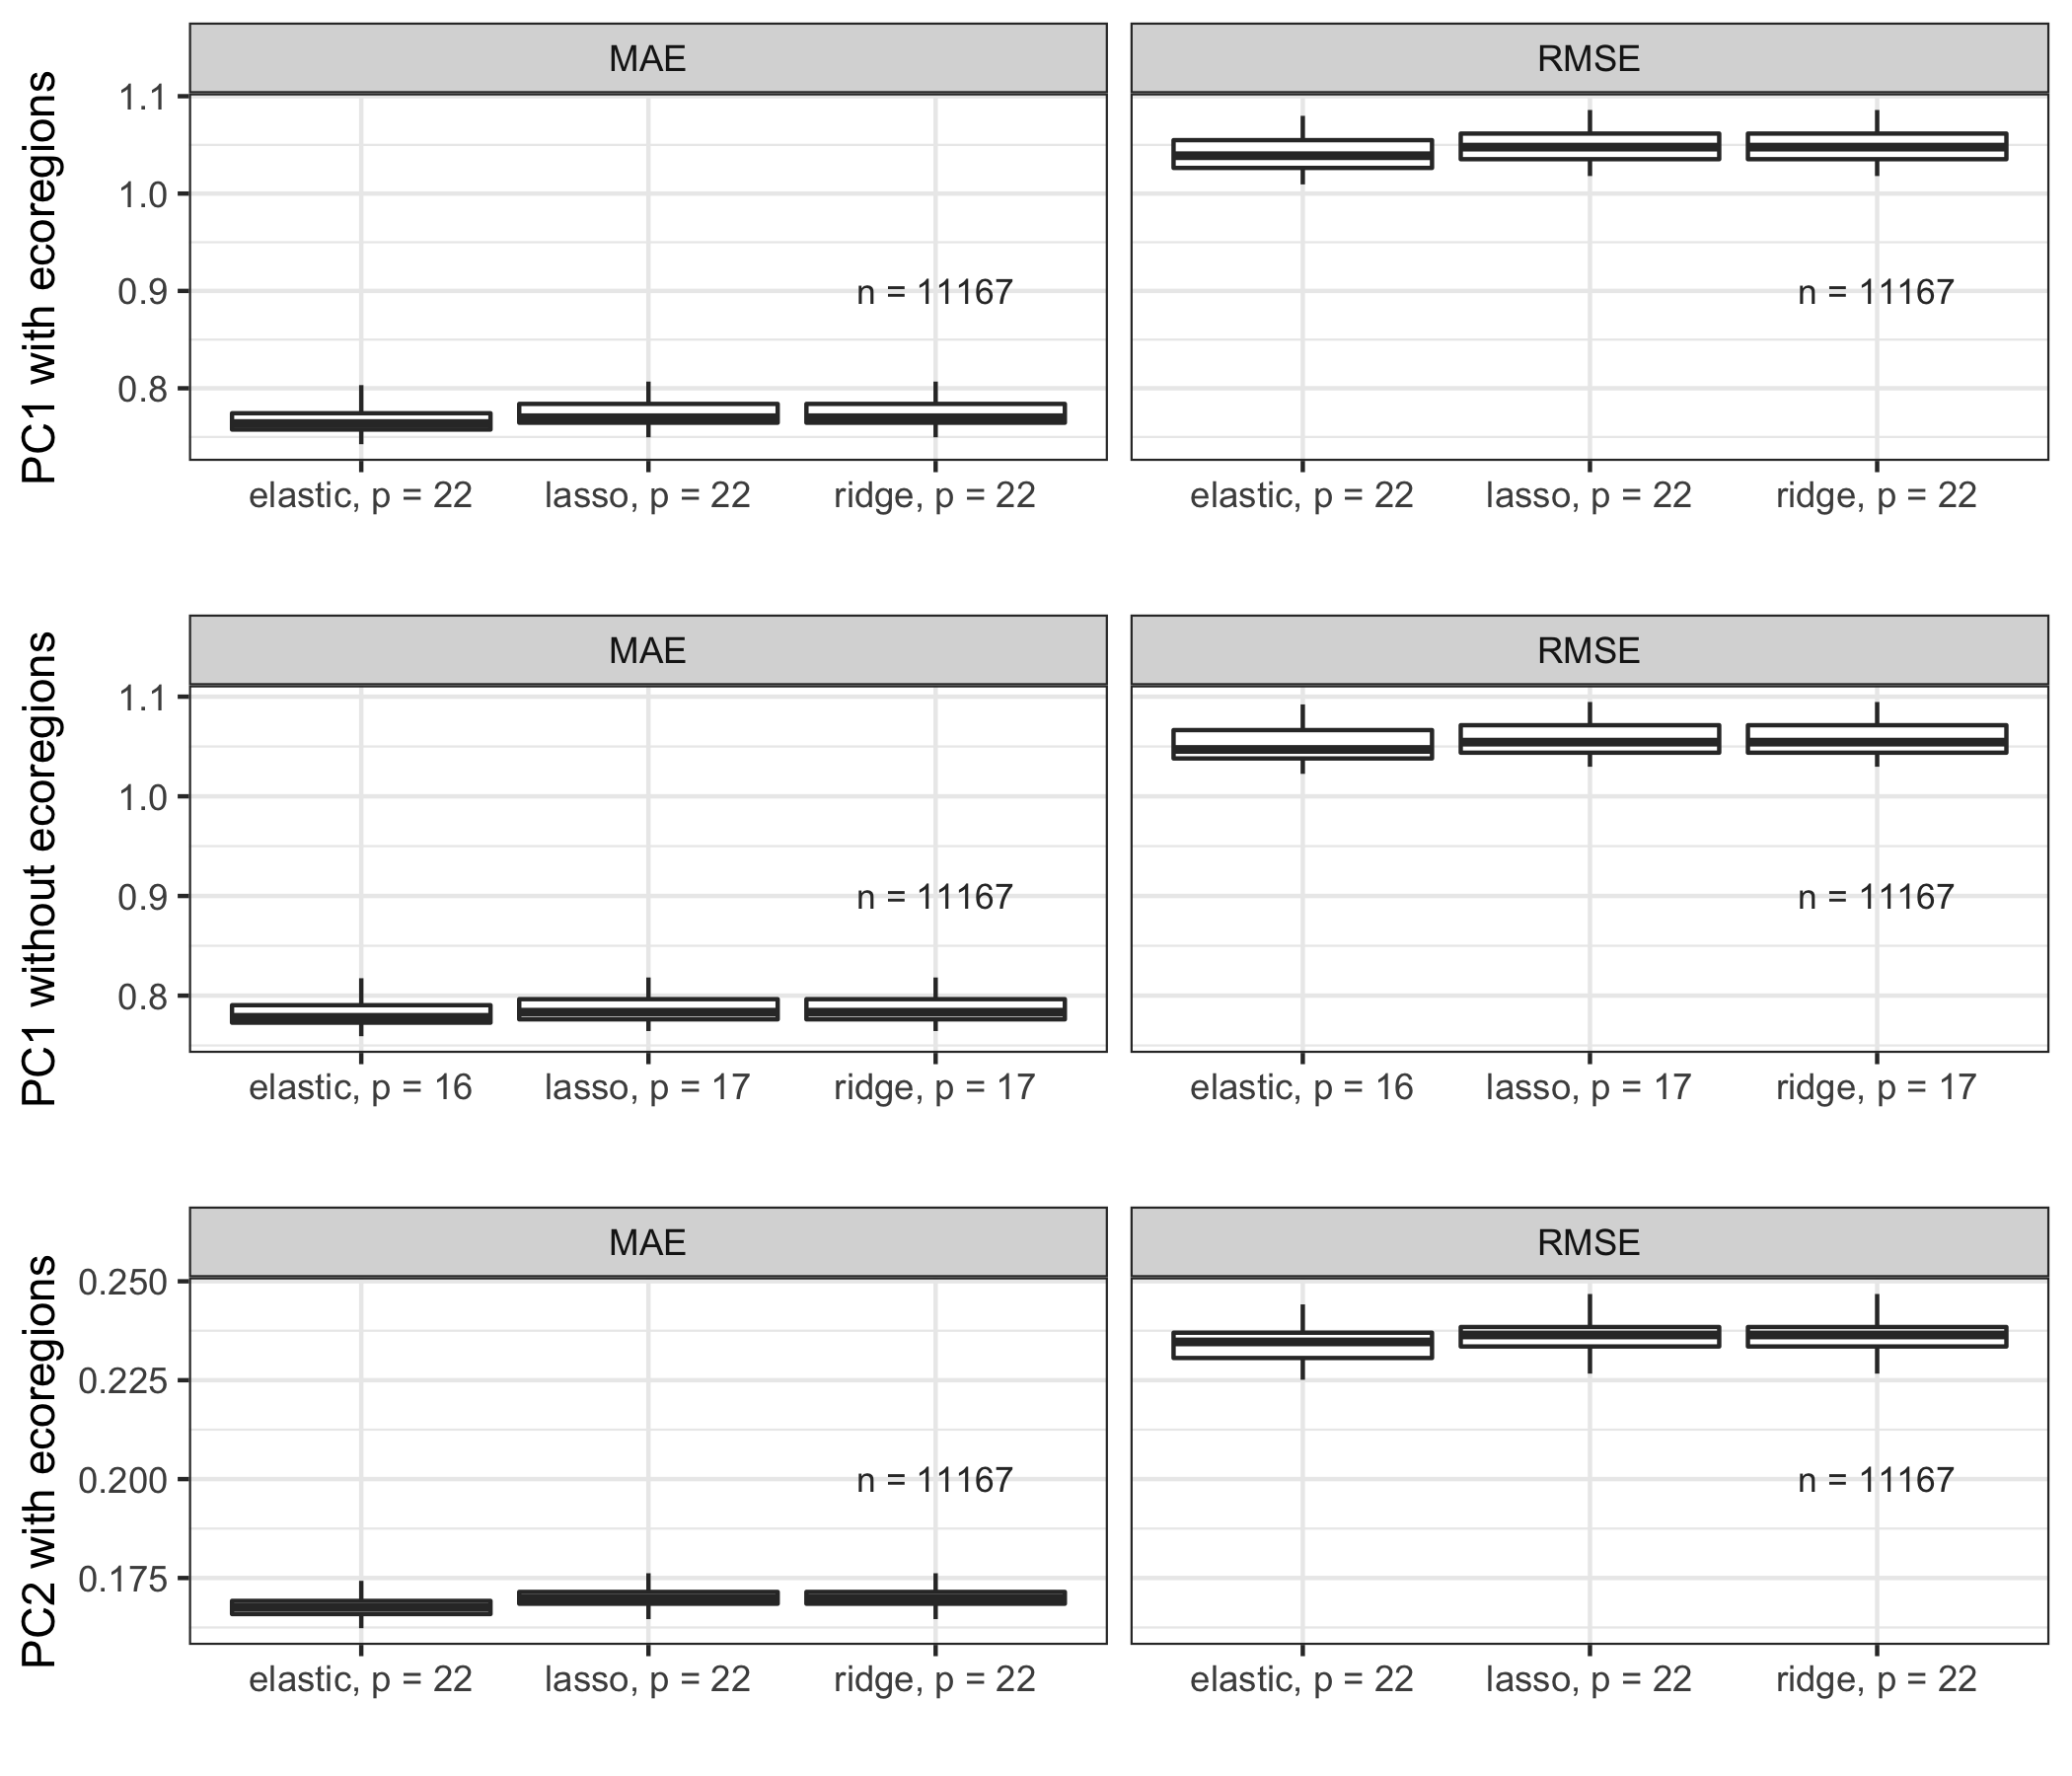 PC1 with ecoregions
MAE
RMSE
1.1
1.0
0.9
0.8
n = 11167
n = 11167
elastic, p = 22
lasso, p = 22
ridge, p = 22
elastic, p = 22
lasso, p = 22
ridge, p = 22
PC1 without ecoregions
MAE
RMSE
1.1
1.0
0.9
0.8
n = 11167
n = 11167
elastic, p = 16
lasso, p = 17
ridge, p = 17
elastic, p = 16
lasso, p = 17
ridge, p = 17
PC2 with ecoregions
MAE
RMSE
0.250
0.225
0.200
0.175
n = 11167
n = 11167
elastic, p = 22
lasso, p = 22
ridge, p = 22
elastic, p = 22
lasso, p = 22
ridge, p = 22